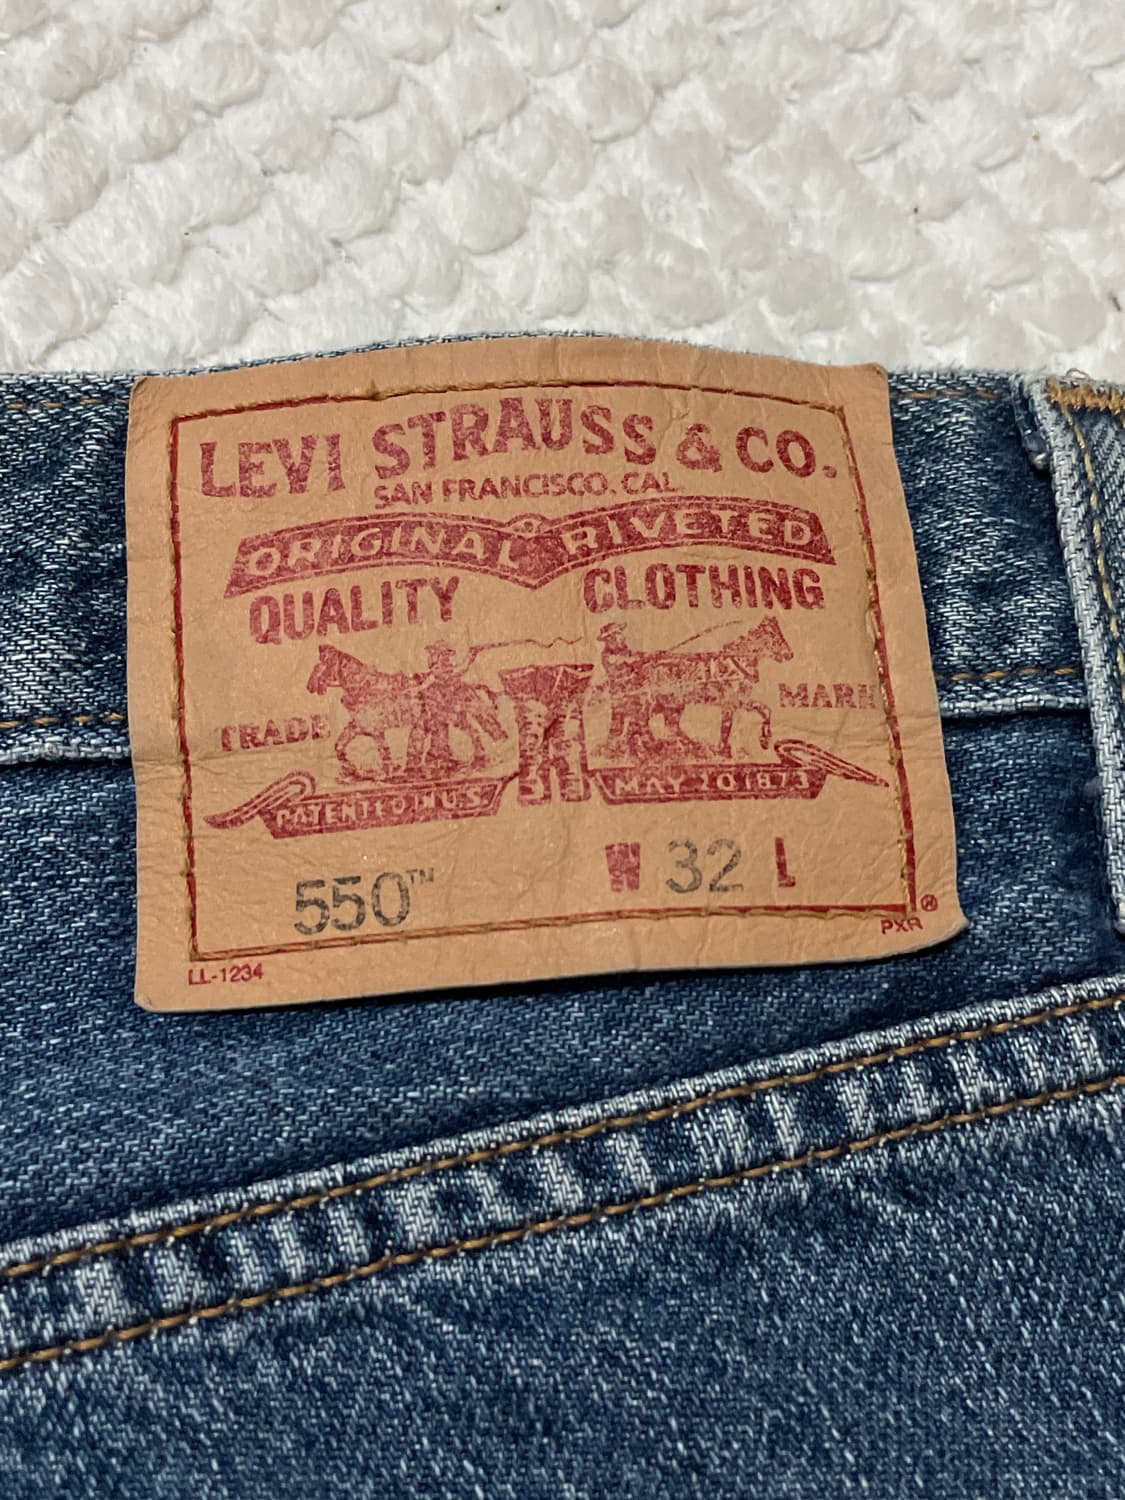 LEVI STRAUSS & CO.
SAN FRANCISCO. CAL
ORIGINAL RIVETED
QUALITY CLOTHING
TRADE MARK
PATENTED IN U.S. MAY 20 1873
550™ W 32 L
LL-1234 PXR ®